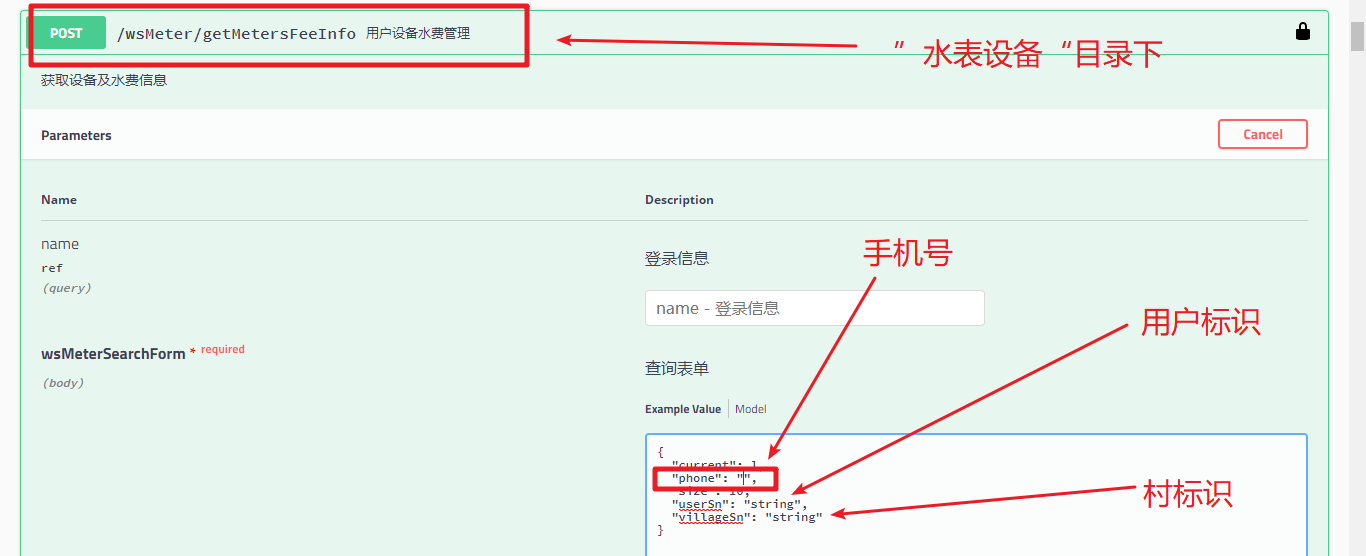 POST /wsMeter/getMetersFeeInfo 用户设备水费管理
”水表设备“目录下
获取设备及水费信息
Parameters
Cancel
Name Description
name
ref
(query)
登录信息
name - 登录信息
手机号
wsMeterSearchForm * required
(body)
用户标识
查询表单
Example Value Model
{
"current": 1,
"phone": "",
"size": 10,
"userSn": "string",
"villageSn": "string"
}
村标识